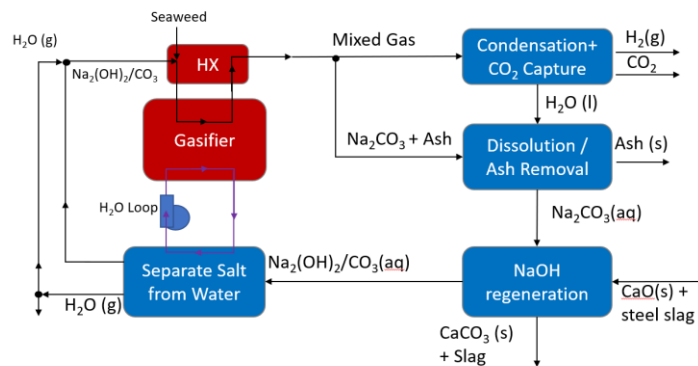 Seaweed
H₂O (g)
Na₂(OH)₂/CO₃
HX
Mixed Gas
Condensation+
CO₂ Capture
H₂(g)
CO₂
H₂O (l)
Gasifier
Na₂CO₃ + Ash
Dissolution /
Ash Removal
Ash (s)
H₂O Loop
Na₂CO₃(aq)
Separate Salt
from Water
Na₂(OH)₂/CO₃(aq)
NaOH
regeneration
CaO(s) +
steel slag
H₂O (g)
CaCO₃ (s)
+ Slag